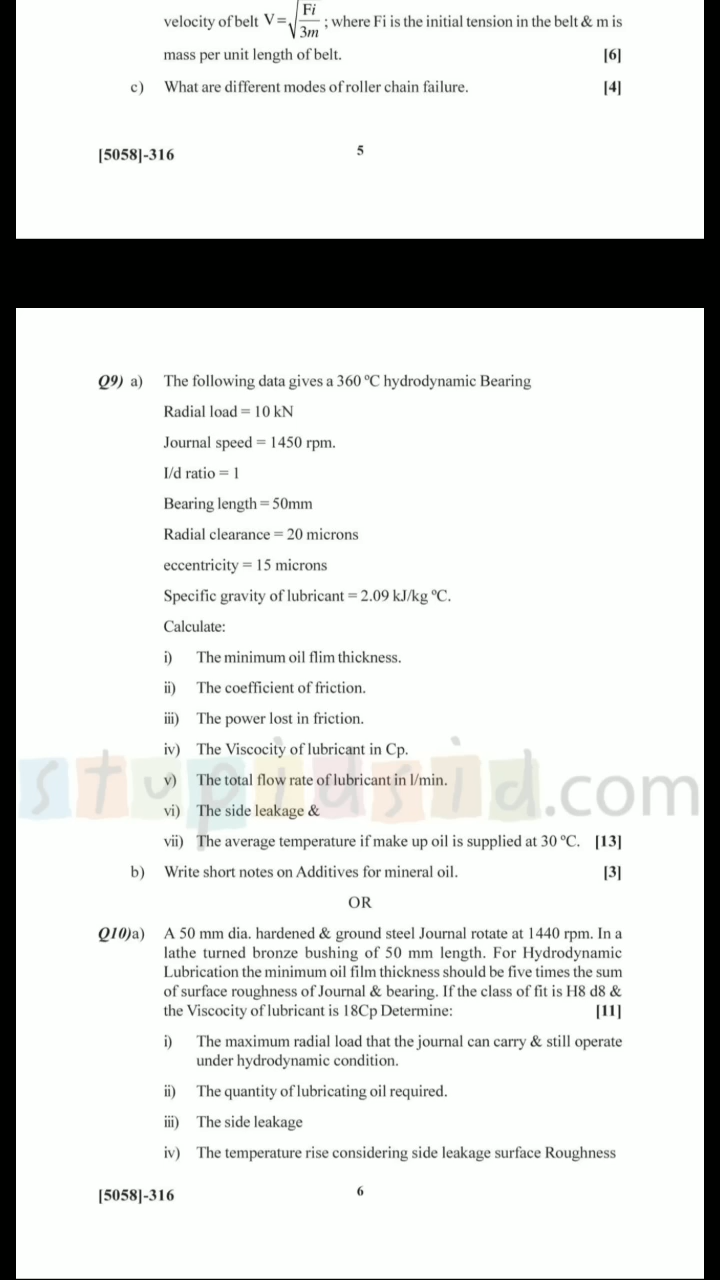 velocity of belt V=√Fi/3m ; where Fi is the initial tension in the belt & m is
mass per unit length of belt. [6]
c) What are different modes of roller chain failure. [4]
[5058]-316 5
Q9) a) The following data gives a 360 ºC hydrodynamic Bearing
Radial load = 10 kN
Journal speed = 1450 rpm.
I/d ratio = 1
Bearing length = 50mm
Radial clearance = 20 microns
eccentricity = 15 microns
Specific gravity of lubricant = 2.09 kJ/kg ºC.
Calculate:
i) The minimum oil flim thickness.
ii) The coefficient of friction.
iii) The power lost in friction.
iv) The Viscocity of lubricant in Cp.
v) The total flow rate of lubricant in l/min.
stupidsid.com
vi) The side leakage &
vii) The average temperature if make up oil is supplied at 30 ºC. [13]
b) Write short notes on Additives for mineral oil. [3]
OR
Q10)a) A 50 mm dia. hardened & ground steel Journal rotate at 1440 rpm. In a
lathe turned bronze bushing of 50 mm length. For Hydrodynamic
Lubrication the minimum oil film thickness should be five times the sum
of surface roughness of Journal & bearing. If the class of fit is H8 d8 &
the Viscocity of lubricant is 18Cp Determine: [11]
i) The maximum radial load that the journal can carry & still operate
under hydrodynamic condition.
ii) The quantity of lubricating oil required.
iii) The side leakage
iv) The temperature rise considering side leakage surface Roughness
[5058]-316 6